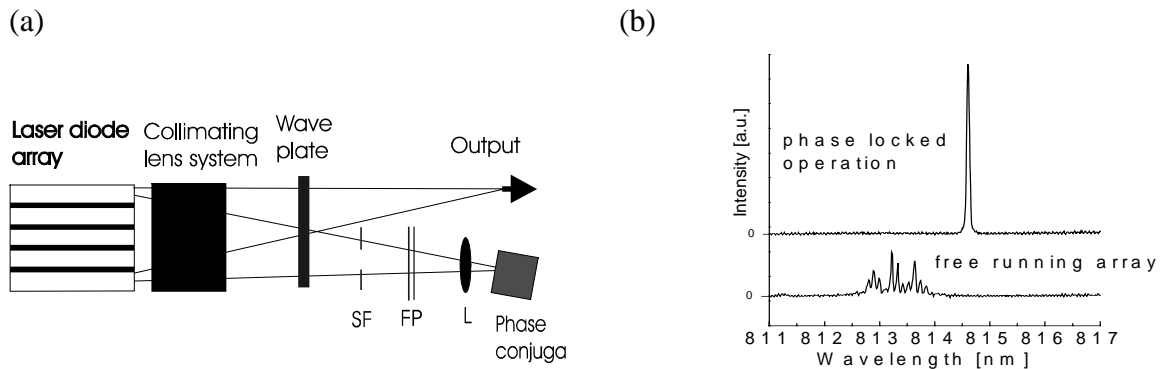 (a)
Laser diode
array
Collimating
lens system
Wave
plate
Output
SF
FP
L
Phase
conjuga
(b)
Intensity [a.u.]
phase locked
operation
0
free running array
0
811 812 813 814 815 816 817
Wavelength [nm]